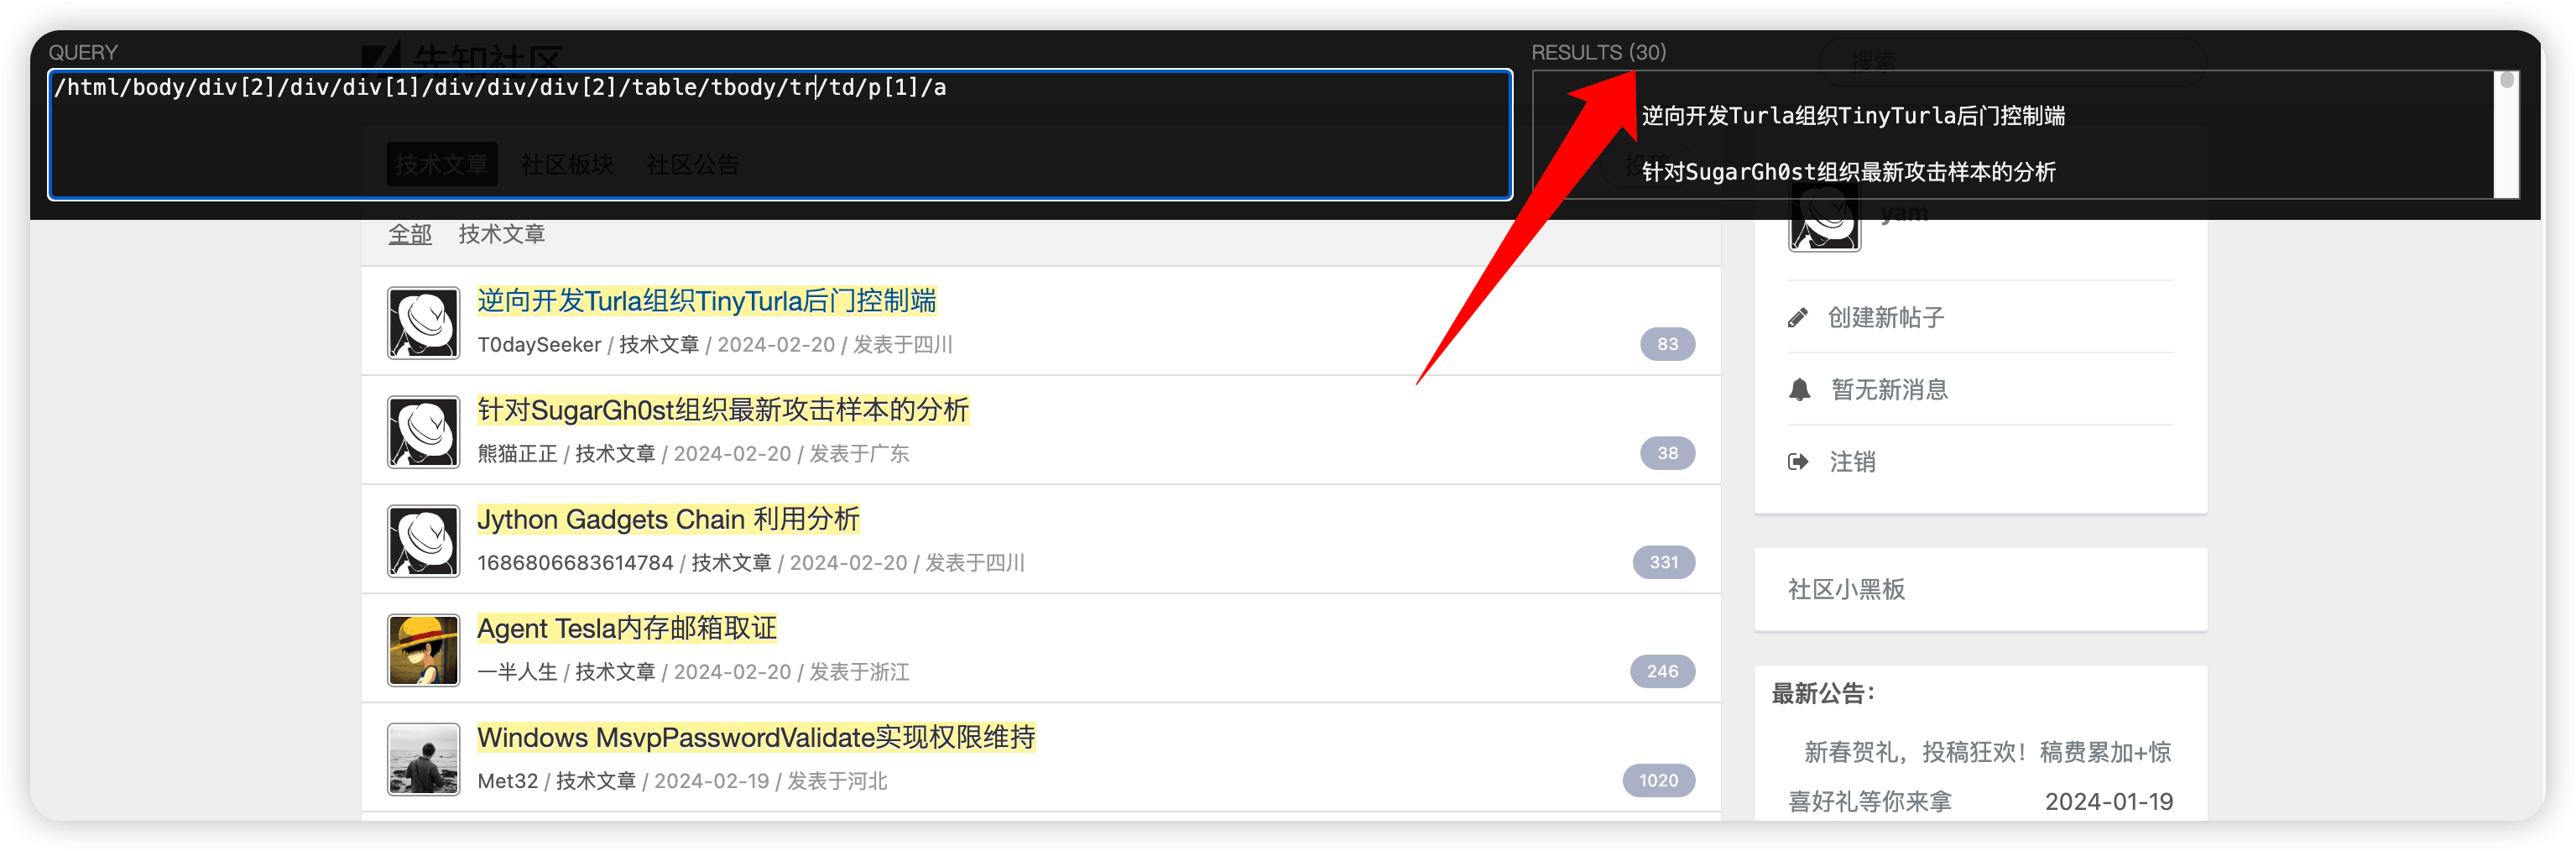 QUERY
/html/body/div[2]/div/div[1]/div/div/div[2]/table/tbody/tr/td/p[1]/a
RESULTS (30)
逆向开发Turla组织TinyTurla后门控制端
针对SugarGh0st组织最新攻击样本的分析
先知社区
搜索
技术文章 社区板块 社区公告
全部 技术文章
逆向开发Turla组织TinyTurla后门控制端
T0daySeeker / 技术文章 / 2024-02-20 / 发表于四川
83
针对SugarGh0st组织最新攻击样本的分析
熊猫正正 / 技术文章 / 2024-02-20 / 发表于广东
38
Jython Gadgets Chain 利用分析
1686806683614784 / 技术文章 / 2024-02-20 / 发表于四川
331
Agent Tesla内存邮箱取证
一半人生 / 技术文章 / 2024-02-20 / 发表于浙江
246
Windows MsvpPasswordValidate实现权限维持
Met32 / 技术文章 / 2024-02-19 / 发表于河北
1020
yam
创建新帖子
暂无新消息
注销
社区小黑板
最新公告：
新春贺礼，投稿狂欢！稿费累加+惊
喜好礼等你来拿 2024-01-19